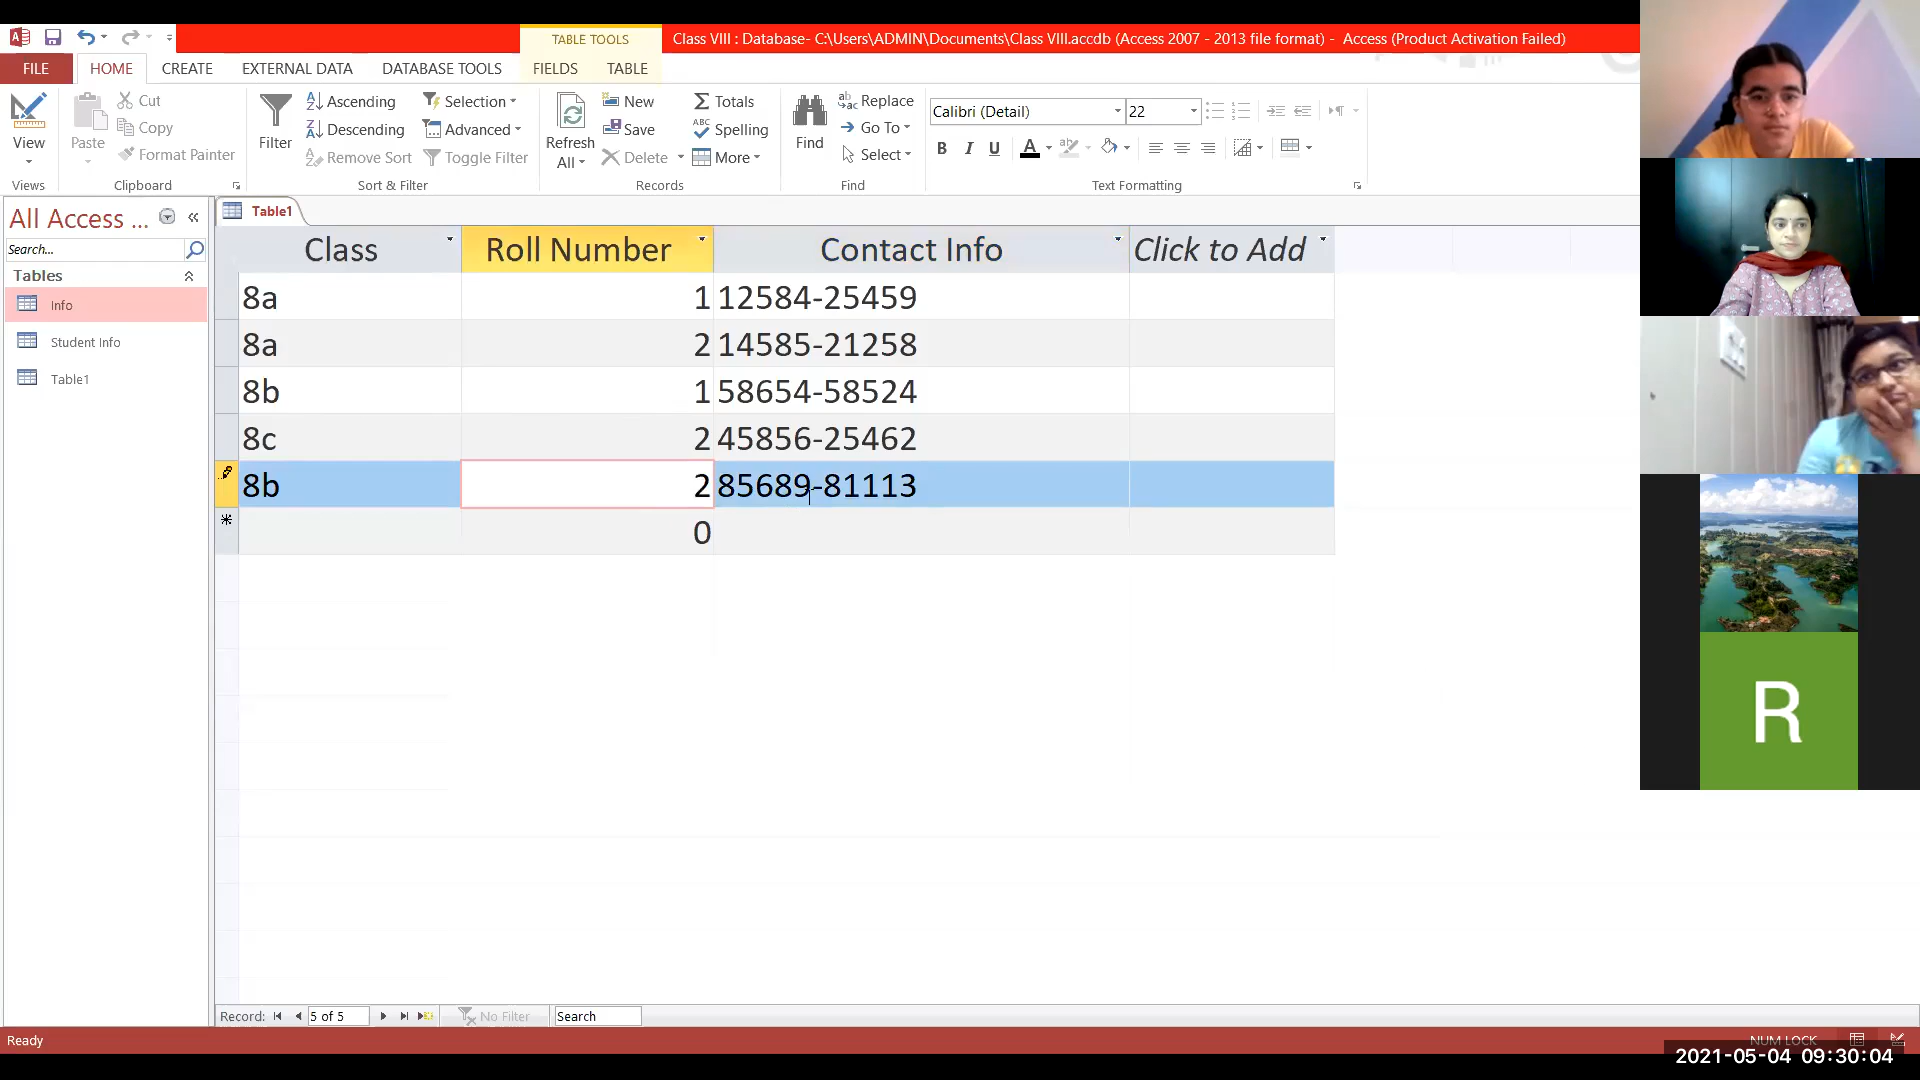 TABLE TOOLS
Class VIII : Database- C:\Users\ADMIN\Documents\Class VIII.accdb (Access 2007 - 2013 file format) - Access (Product Activation Failed)
FILE HOME CREATE EXTERNAL DATA DATABASE TOOLS FIELDS TABLE
View
Views
Paste
Cut
Copy
Format Painter
Clipboard
Filter
Ascending
Descending
Remove Sort
Selection
Advanced
Toggle Filter
Sort & Filter
Refresh
All
New
Save
Delete
Totals
Spelling
More
Records
Find
Replace
Go To
Select
Find
Calibri (Detail) 22
B I U A
Text Formatting
All Access ...
Search...
Tables
Info
Student Info
Table1
Table1
Class Roll Number Contact Info Click to Add
8a 1 12584-25459
8a 2 14585-21258
8b 1 58654-58524
8c 2 45856-25462
8b 2 85689-81113
0
Record: 5 of 5 No Filter Search
Ready
NUM LOCK
R
2021-05-04 09:30:04